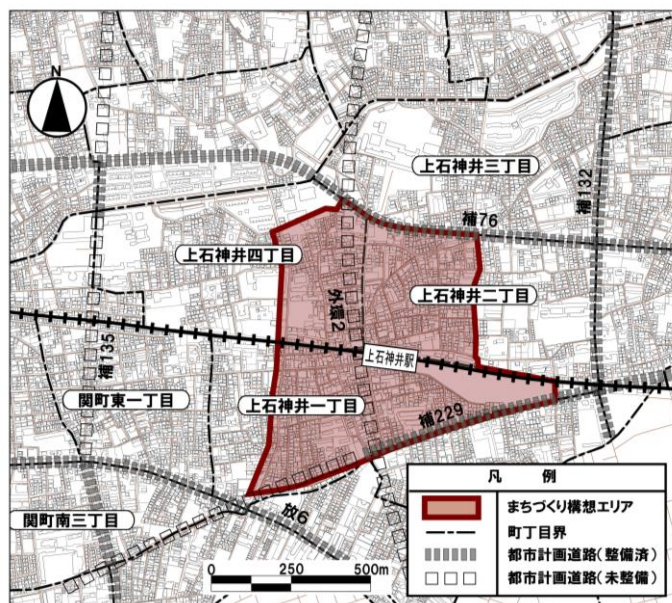 N
上石神井三丁目
補132
補76
上石神井四丁目
外環2
上石神井二丁目
上石神井駅
補135
関町東一丁目
上石神井一丁目
補229
放6
関町南三丁目
0 250 500m
凡 例
まちづくり構想エリア
町丁目界
都市計画道路(整備済)
都市計画道路(未整備)